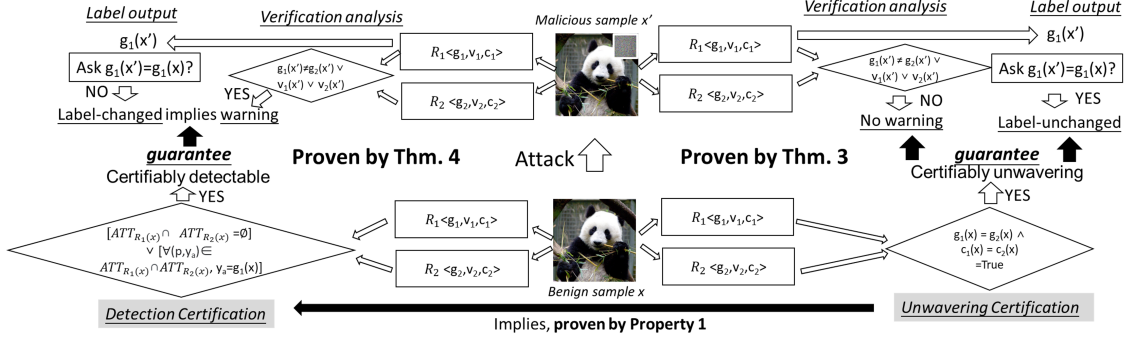 Label output
Verification analysis
Malicious sample x'
Verification analysis
Label output
g₁(x')
R₁<g₁,v₁,c₁>
R₁<g₁,v₁,c₁>
g₁(x')
Ask g₁(x')=g₁(x)?
g₁(x')≠g₂(x') ∨
v₁(x') ∨ v₂(x')
g₁(x') ≠ g₂(x') ∨
v₁(x') ∨ v₂(x')
Ask g₁(x')=g₁(x)?
NO
YES
R₂ <g₂,v₂,c₂>
R₂ <g₂,v₂,c₂>
NO
YES
Label-changed implies warning
No warning
Label-unchanged
guarantee
Proven by Thm. 4
Attack
Proven by Thm. 3
guarantee
Certifiably detectable
Certifiably unwavering
YES
YES
[ATT_R₁(x) ∩ ATT_R₂(x) =∅]
∨ [∀(p,yₐ)∈
ATT_R₁(x)∩ATT_R₂(x), yₐ=g₁(x)]
R₁<g₁,v₁,c₁>
R₁<g₁,v₁,c₁>
g₁(x) = g₂(x) ∧
c₁(x) = c₂(x)
=True
R₂ <g₂,v₂,c₂>
R₂ <g₂,v₂,c₂>
Benign sample x
Detection Certification
Unwavering Certification
Implies, proven by Property 1